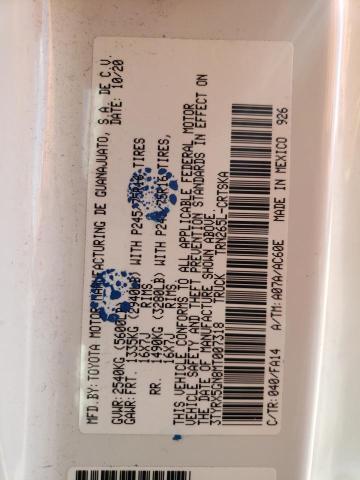 MFD.BY: TOYOTA MOTOR MANUFACTURING DE GUANAJUATO, S.A. DE C.V.
DATE: 10/20
GVWR: 2540KG (5600LB)
GAWR: FRT. 1335KG (2940LB) WITH P245/75R16 TIRES
16X7J RIMS
RR. 1490KG (3280LB) WITH P245/75R16 TIRES,
16X7J RIMS
THIS VEHICLE CONFORMS TO ALL APPLICABLE FEDERAL MOTOR
VEHICLE SAFETY AND THEFT PREVENTION STANDARDS IN EFFECT ON
THE DATE OF MANUFACTURE SHOWN ABOVE.
3TYRX5GN8MT007318 TRUCK TRN265L-CRTSKA
C/TR: 040/FA14 A/TM: A07A/AC60E MADE IN MEXICO 926